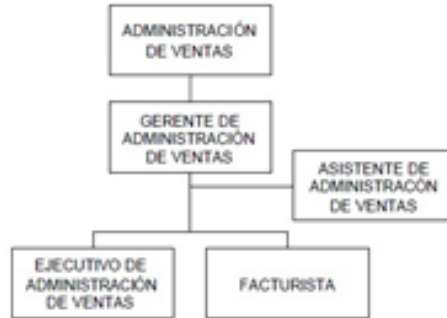 ADMINISTRACIÓN
DE VENTAS
GERENTE DE
ADMINISTRACIÓN
DE VENTAS
ASISTENTE DE
ADMINISTRACÓN
DE VENTAS
EJECUTIVO DE
ADMINISTRACIÓN
DE VENTAS
FACTURISTA